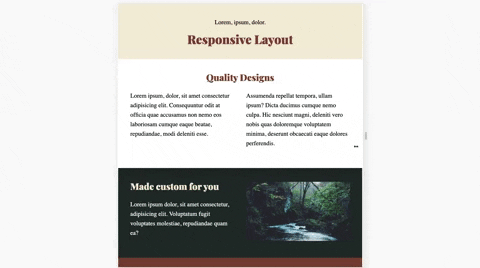 Lorem, ipsum, dolor.
Responsive Layout
Quality Designs
Lorem ipsum, dolor, sit amet consectetur
adipisicing elit. Consequuntur odit at
officia quae accusamus non nemo eos
laboriosam cumque eaque beatae,
repudiandae, modi deleniti esse.
Assumenda repellat tempora, ullam
ipsum? Dicta ducimus cumque nemo
culpa. Hic nesciunt magni, deleniti vero
nobis quas doloremque voluptatem
minima, deserunt obcaecati eaque dolores
perferendis.
Made custom for you
Lorem ipsum dolor, sit amet consectetur,
adipisicing elit. Voluptatum fugit
voluptates molestiae, repudiandae quam
ea?